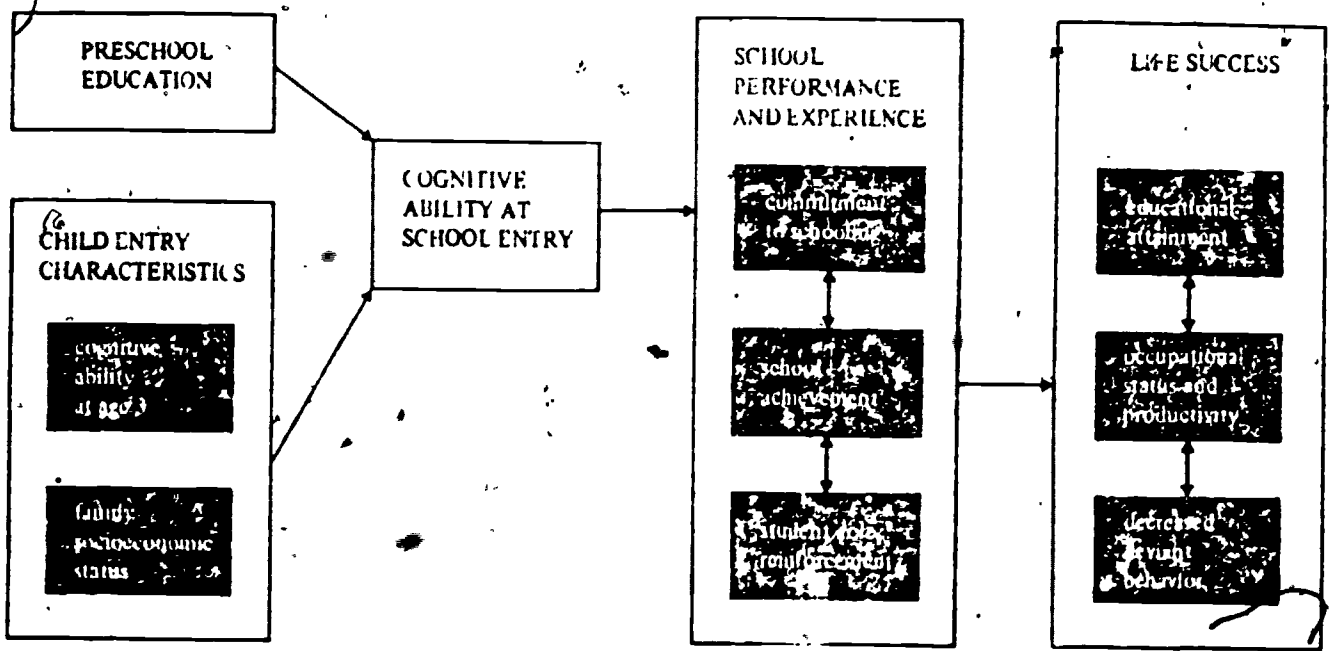 PRESCHOOL
EDUCATION
CHILD ENTRY
CHARACTERISTICS
cognitive
ability
at age 3
family
socioeconomic
status
COGNITIVE
ABILITY AT
SCHOOL ENTRY
SCHOOL
PERFORMANCE
AND EXPERIENCE
commitment
to schooling
school
achievement
student role
reinforcement
LIFE SUCCESS
educational
attainment
occupational
status and
productivity
decreased
deviant
behavior